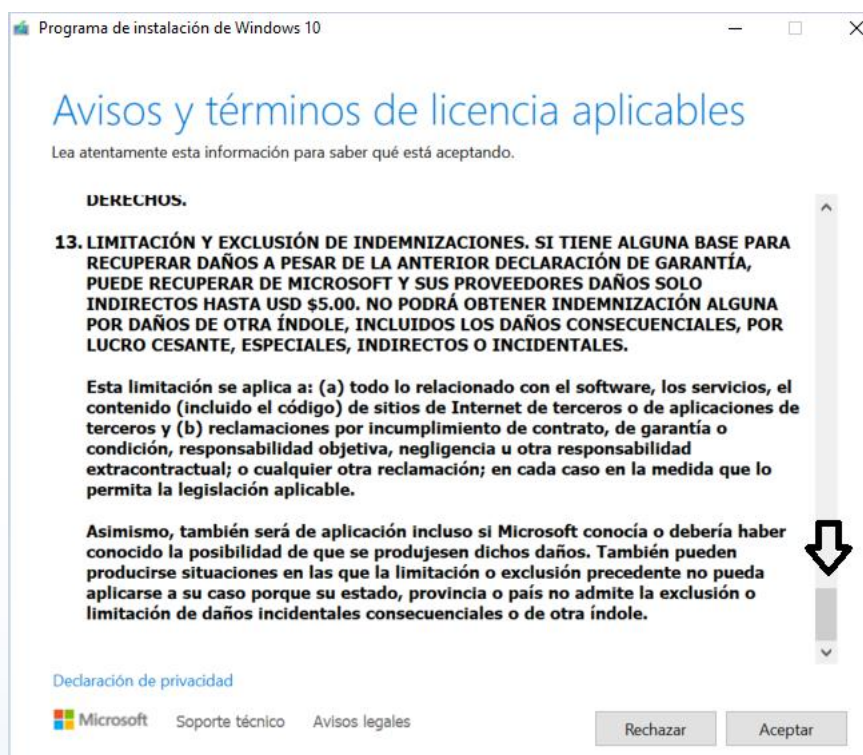 Programa de instalación de Windows 10
Avisos y términos de licencia aplicables
Lea atentamente esta información para saber qué está aceptando.
DERECHOS.
13. LIMITACIÓN Y EXCLUSIÓN DE INDEMNIZACIONES. SI TIENE ALGUNA BASE PARA
RECUPERAR DAÑOS A PESAR DE LA ANTERIOR DECLARACIÓN DE GARANTÍA,
PUEDE RECUPERAR DE MICROSOFT Y SUS PROVEEDORES DAÑOS SOLO
INDIRECTOS HASTA USD $5.00. NO PODRÁ OBTENER INDEMNIZACIÓN ALGUNA
POR DAÑOS DE OTRA ÍNDOLE, INCLUIDOS LOS DAÑOS CONSECUENCIALES, POR
LUCRO CESANTE, ESPECIALES, INDIRECTOS O INCIDENTALES.
Esta limitación se aplica a: (a) todo lo relacionado con el software, los servicios, el
contenido (incluido el código) de sitios de Internet de terceros o de aplicaciones de
terceros y (b) reclamaciones por incumplimiento de contrato, de garantía o
condición, responsabilidad objetiva, negligencia u otra responsabilidad
extracontractual; o cualquier otra reclamación; en cada caso en la medida que lo
permita la legislación aplicable.
Asimismo, también será de aplicación incluso si Microsoft conocía o debería haber
conocido la posibilidad de que se produjesen dichos daños. También pueden
producirse situaciones en las que la limitación o exclusión precedente no pueda
aplicarse a su caso porque su estado, provincia o país no admite la exclusión o
limitación de daños incidentales consecuenciales o de otra índole.
Declaración de privacidad
Microsoft Soporte técnico Avisos legales
Rechazar Aceptar